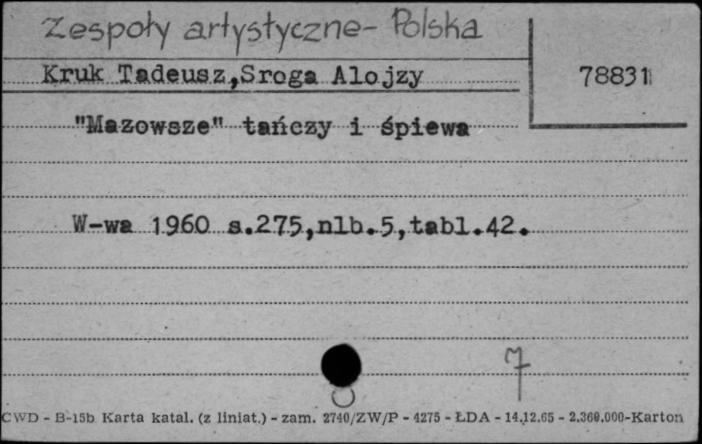 Zespoły artystyczne - Polska
Kruk Tadeusz,Sroga Alojzy
78831
"Mazowsze" tańczy i śpiewa
W-wa 1960 s.275,nlb.5,tabl.42.
CWD - B-15b Karta katal. (z liniat.) - zam. 2740/ZW/P - 4275 - ŁDA - 14.12.65 - 2.360.000-Karton